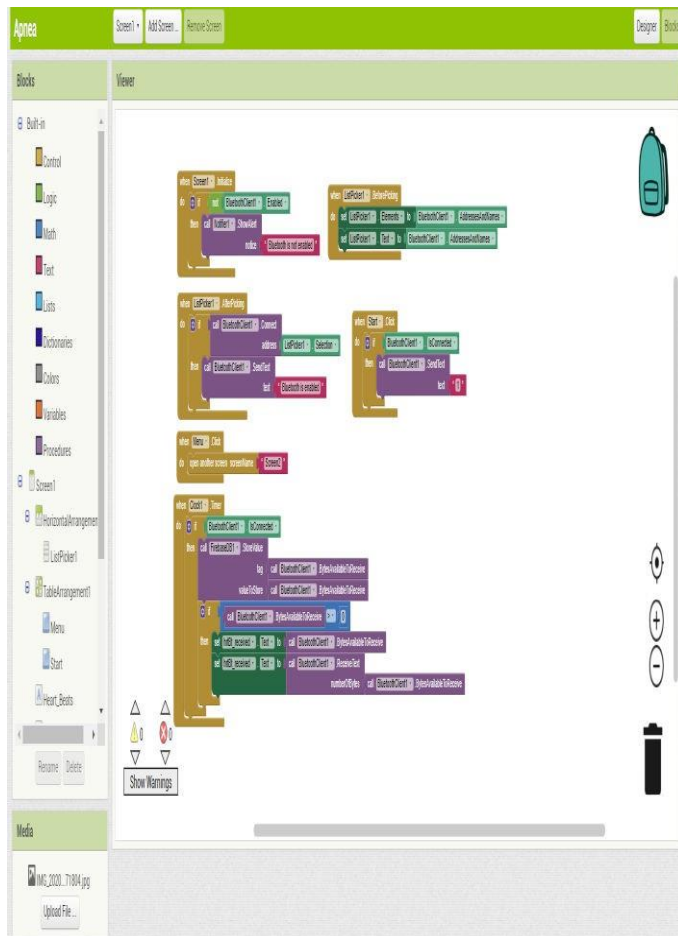 Apnea
Screen1 Add Screen ... Remove Screen
Designer Blocks
Blocks
Viewer
Built-in
Control
Logic
Math
Text
Lists
Dictionaries
Colors
Variables
Procedures
Screen1
HorizontalArrangemen
ListPicker1
TableArrangement1
Menu
Start
Heart_Beats
Rename Delete
Media
IMG_2020...71804.jpg
Upload File ...
when Screen1 .Initialize
do if not BluetoothClient1 . Enabled
then call Notifier1 .ShowAlert
notice " Bluetooth is not enabled "
when ListPicker1 .BeforePicking
do set ListPicker1 . Elements to BluetoothClient1 . AddressesAndNames
set ListPicker1 . Text to BluetoothClient1 . AddressesAndNames
when ListPicker1 .AfterPicking
do if call BluetoothClient1 .Connect
address ListPicker1 . Selection
then call BluetoothClient1 .SendText
text " Bluetooth is enabled "
when Start .Click
do if BluetoothClient1 . IsConnected
then call BluetoothClient1 .SendText
text
when Menu .Click
do open another screen screenName " Screen2 "
when Clock1 .Timer
do if BluetoothClient1 . IsConnected
then call FirebaseDB1 .StoreValue
tag call BluetoothClient1 .BytesAvailableToReceive
valueToStore call BluetoothClient1 .BytesAvailableToReceive
if call BluetoothClient1 .BytesAvailableToReceive > 0
then set . Text to call BluetoothClient1 .BytesAvailableToReceive
set . Text to call BluetoothClient1 .ReceiveText
numberOfBytes call BluetoothClient1 .BytesAvailableToReceive
0 0
Show Warnings